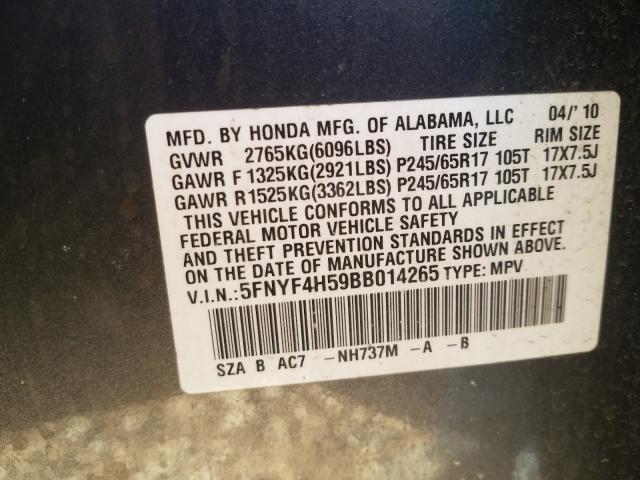 MFD. BY HONDA MFG. OF ALABAMA, LLC 04/'10
GVWR 2765KG(6096LBS) TIRE SIZE RIM SIZE
GAWR F 1325KG(2921LBS) P245/65R17 105T 17X7.5J
GAWR R 1525KG(3362LBS) P245/65R17 105T 17X7.5J
THIS VEHICLE CONFORMS TO ALL APPLICABLE
FEDERAL MOTOR VEHICLE SAFETY
AND THEFT PREVENTION STANDARDS IN EFFECT
ON THE DATE OF MANUFACTURE SHOWN ABOVE.
V.I.N.:5FNYF4H59BB014265 TYPE: MPV
SZA B AC7 -NH737M -A -B